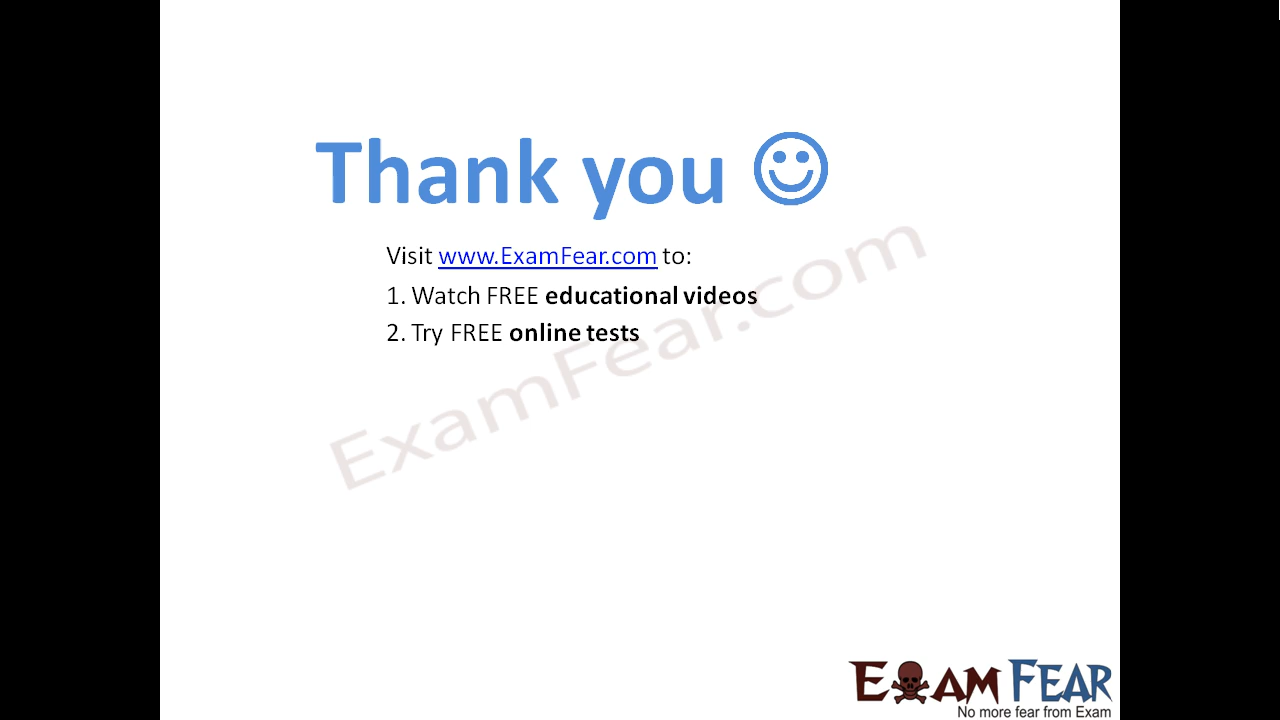 Thank you ☺
Visit www.ExamFear.com to:
1. Watch FREE educational videos
2. Try FREE online tests
ExamFear.com
EXAM FEAR
No more fear from Exam